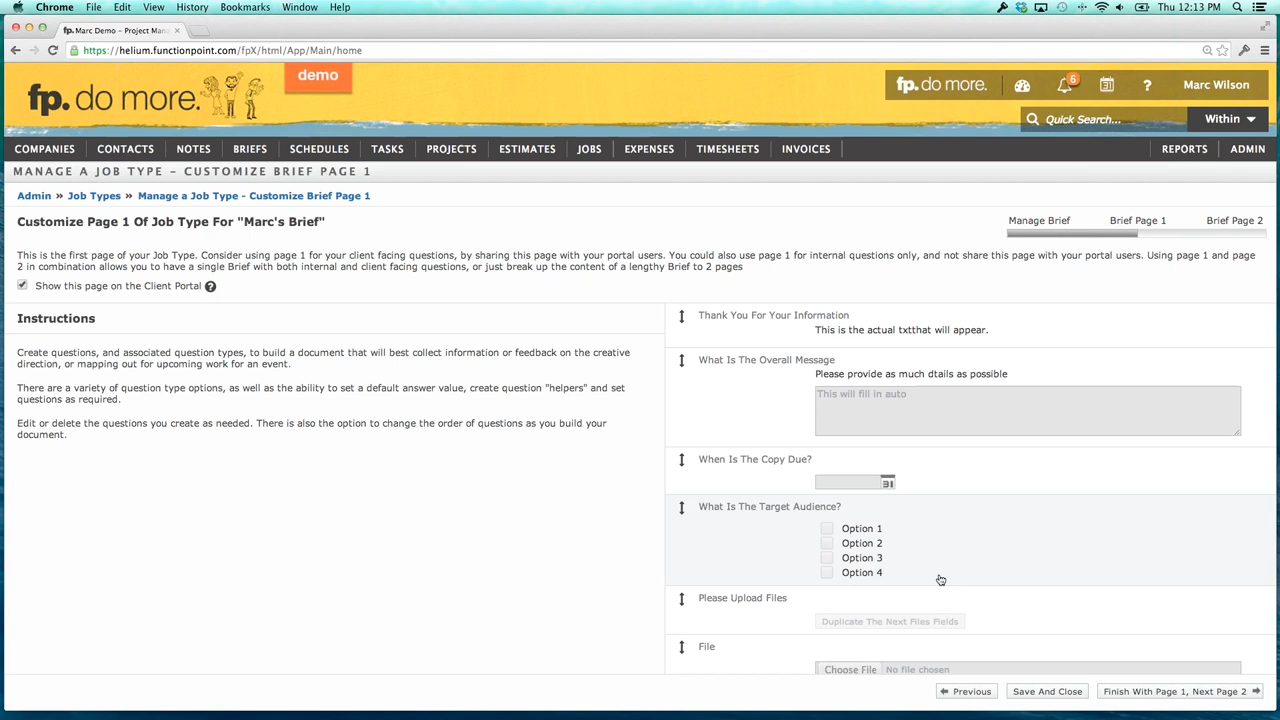 Chrome File Edit View History Bookmarks Window Help Thu 12:13 PM
fp. Marc Demo – Project Man
https://helium.functionpoint.com/fpX/html/App/Main/home
demo
fp. do more.
fp. do more. 6 31 ? Marc Wilson
Quick Search... Within
COMPANIES CONTACTS NOTES BRIEFS SCHEDULES TASKS PROJECTS ESTIMATES JOBS EXPENSES TIMESHEETS INVOICES REPORTS ADMIN
MANAGE A JOB TYPE – CUSTOMIZE BRIEF PAGE 1
Admin » Job Types » Manage a Job Type - Customize Brief Page 1
Customize Page 1 Of Job Type For "Marc's Brief"
Manage Brief Brief Page 1 Brief Page 2
This is the first page of your Job Type. Consider using page 1 for your client facing questions, by sharing this page with your portal users. You could also use page 1 for internal questions only, and not share this page with your portal users. Using page 1 and page
2 in combination allows you to have a single Brief with both internal and client facing questions, or just break up the content of a lengthy Brief to 2 pages
Show this page on the Client Portal ?
Instructions
Create questions, and associated question types, to build a document that will best collect information or feedback on the creative
direction, or mapping out for upcoming work for an event.
There are a variety of question type options, as well as the ability to set a default answer value, create question "helpers" and set
questions as required.
Edit or delete the questions you create as needed. There is also the option to change the order of questions as you build your
document.
Thank You For Your Information
This is the actual txtthat will appear.
What Is The Overall Message
Please provide as much dtails as possible
This will fill in auto
When Is The Copy Due?
31
What Is The Target Audience?
Option 1
Option 2
Option 3
Option 4
Please Upload Files
Duplicate The Next Files Fields
File
Choose File No file chosen
Previous Save And Close Finish With Page 1, Next Page 2